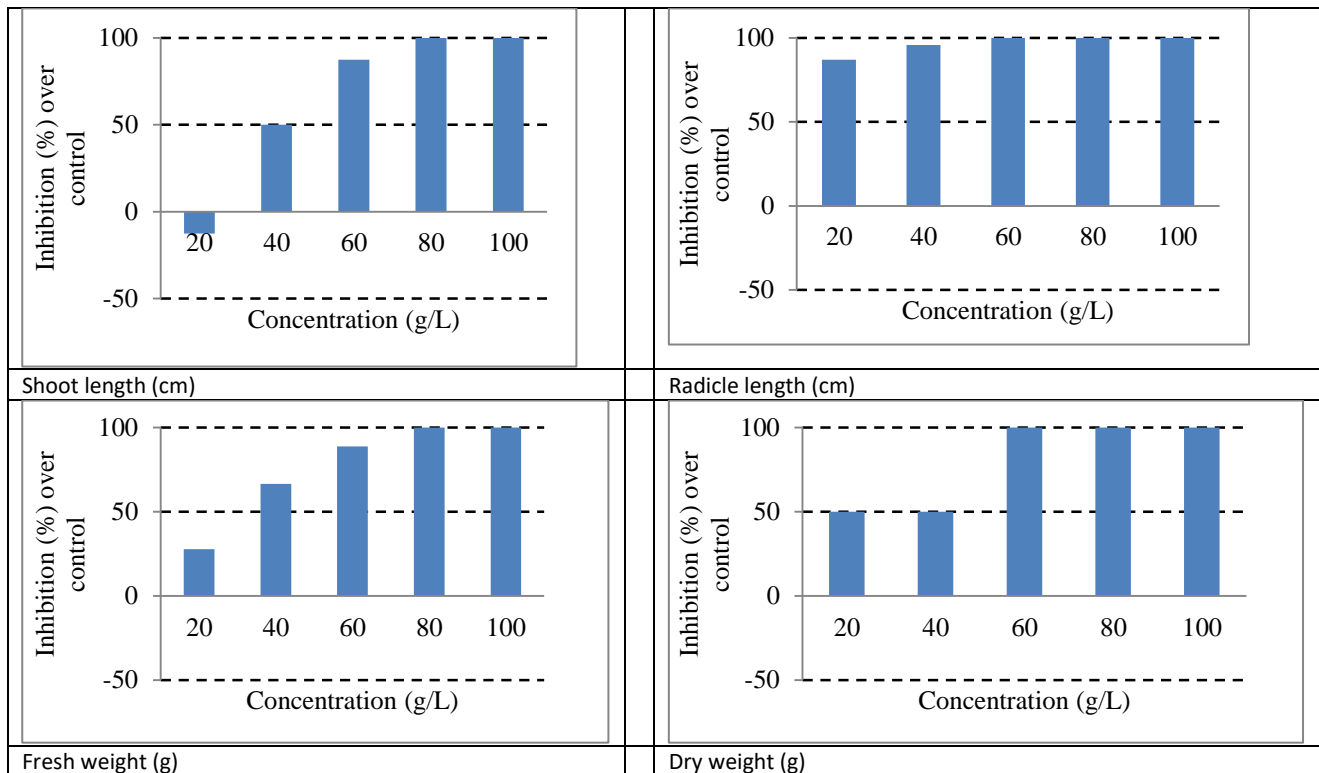 100
50
0
-50
Inhibition (%) over
control
20 40 60 80 100
Concentration (g/L)
Shoot length (cm)
100
50
0
-50
Inhibition (%) over
control
20 40 60 80 100
Concentration (g/L)
Radicle length (cm)
100
50
0
-50
Inhibition (%) over
control
20 40 60 80 100
Concentration (g/L)
Fresh weight (g)
100
50
0
-50
Inhibition (%) over
control
20 40 60 80 100
Concentration (g/L)
Dry weight (g)